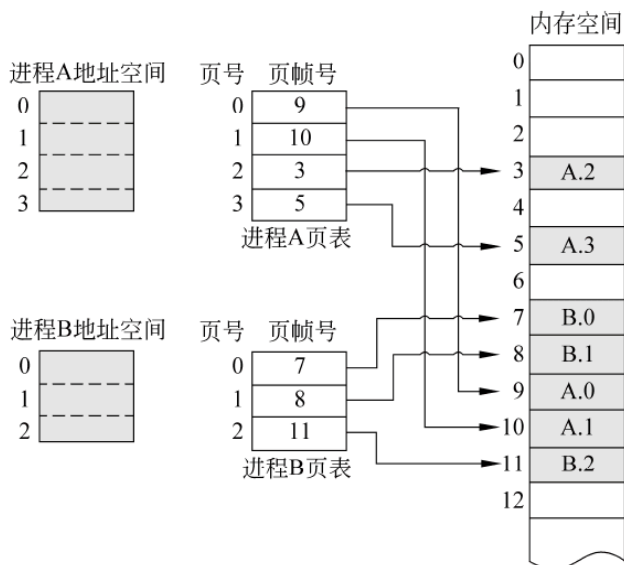 内存空间
进程A地址空间
0
1
2
3
页号 页帧号
0 9
1 10
2 3
3 5
进程A页表
进程B地址空间
0
1
2
页号 页帧号
0 7
1 8
2 11
进程B页表
0
1
2
3 A.2
4
5 A.3
6
7 B.0
8 B.1
9 A.0
10 A.1
11 B.2
12